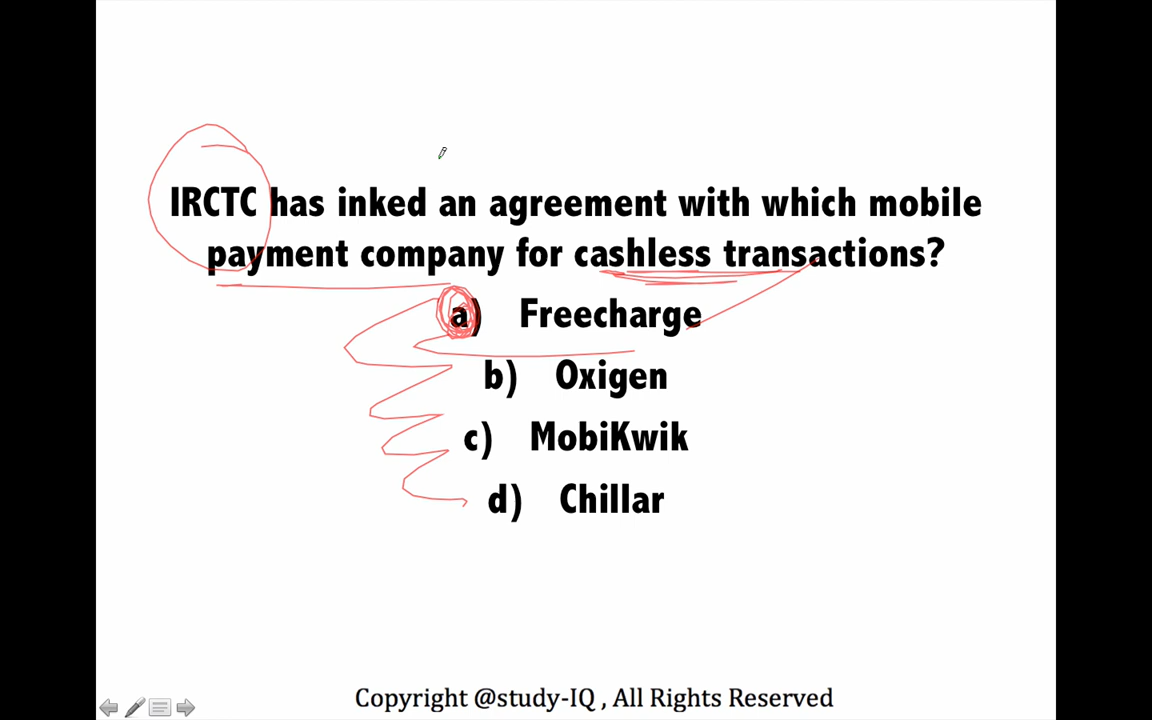 IRCTC has inked an agreement with which mobile
payment company for cashless transactions?
a) Freecharge
b) Oxigen
c) MobiKwik
d) Chillar
Copyright @study-IQ , All Rights Reserved